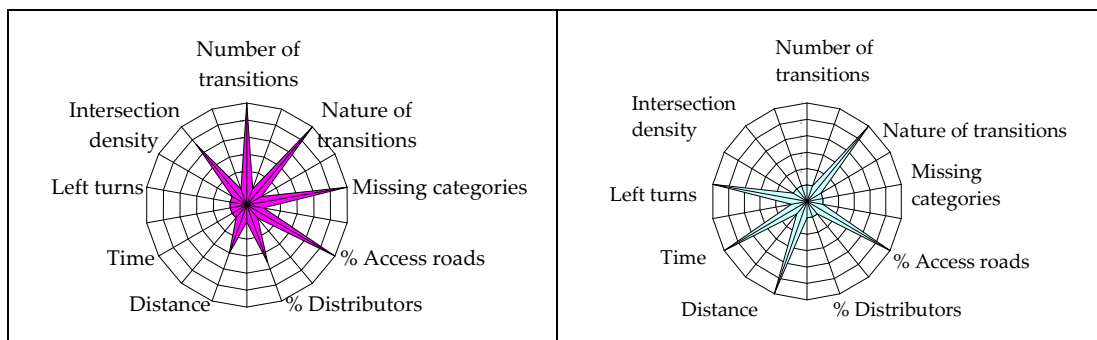 Number of
transitions
Intersection
density
Nature of
transitions
Left turns
Missing categories
Time
% Access roads
Distance
% Distributors
Number of
transitions
Intersection
density
Nature of transitions
Left turns
Missing
categories
Time
% Access roads
Distance
% Distributors